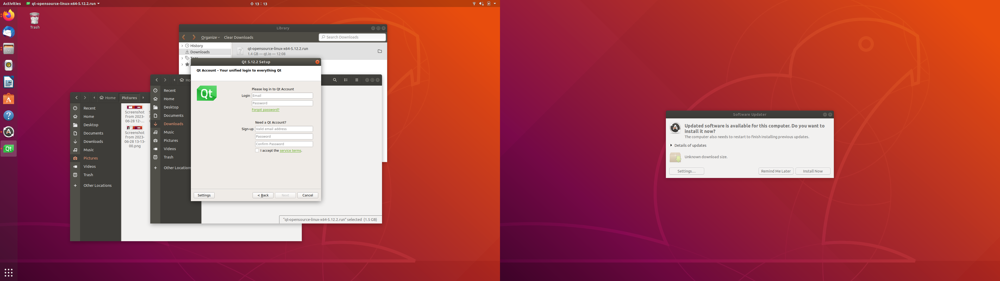 Activities
qt-opensource-linux-x64-5.12.2.run
수 13 : 13
Trash
Library
Organize
Clear Downloads
Search Downloads
History
Downloads
Tags
qt-opensource-linux-x64-5.12.2.run
1.4 GB — qt.io — 12:08
Qt 5.12.2 Setup
Qt Account – Your unified login to everything Qt
Qt
Please log in to Qt Account
Login
Email
Password
Forgot password?
Need a Qt Account?
Sign-up
Valid email address
Password
Confirm Password
I accept the service terms.
Settings
< Back
Next
Cancel
Ho
Recent
Home
Desktop
Documents
Downloads
Music
Pictures
Videos
Trash
Other Locations
"qt-opensource-linux-x64-5.12.2.run" selected (1.5 GB)
Home
Pictures
Recent
Home
Desktop
Documents
Downloads
Music
Pictures
Videos
Trash
Other Locations
Screenshot
from 2023-
06-28 12-…
Screenshot
from 2023-
06-28 13-13-
00.png
Qt
Software Updater
Updated software is available for this computer. Do you want to
install it now?
The computer also needs to restart to finish installing previous updates.
Details of updates
Unknown download size.
Settings…
Remind Me Later
Install Now